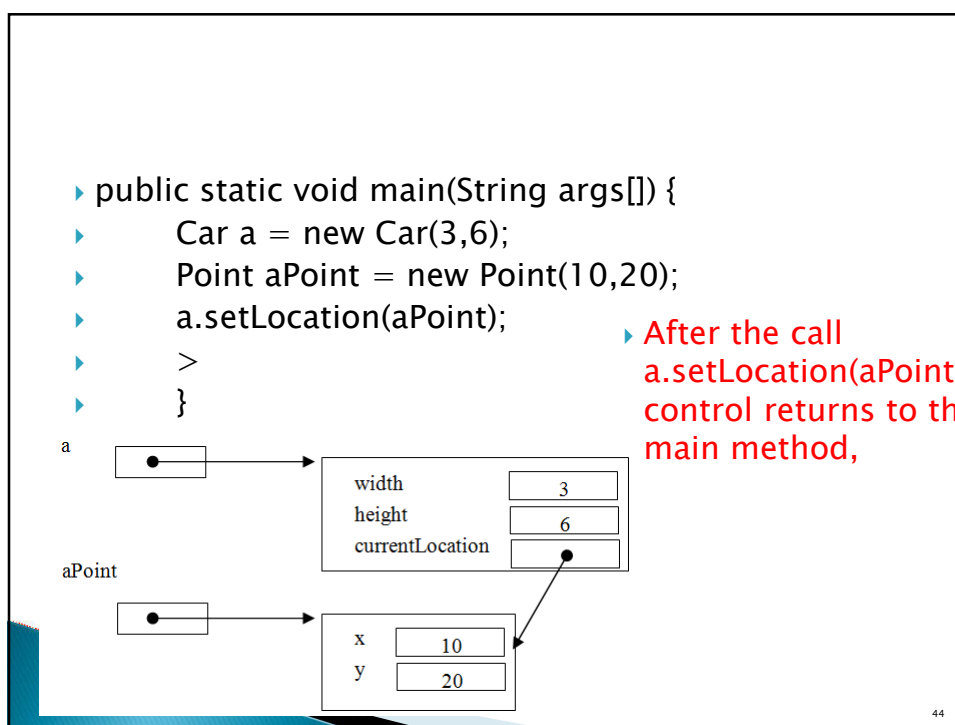 public static void main(String args[]) {
Car a = new Car(3,6);
Point aPoint = new Point(10,20);
a.setLocation(aPoint);
>
}
After the call
a.setLocation(aPoint
control returns to th
main method,
a
width 3
height 6
currentLocation
aPoint
x 10
y 20
44